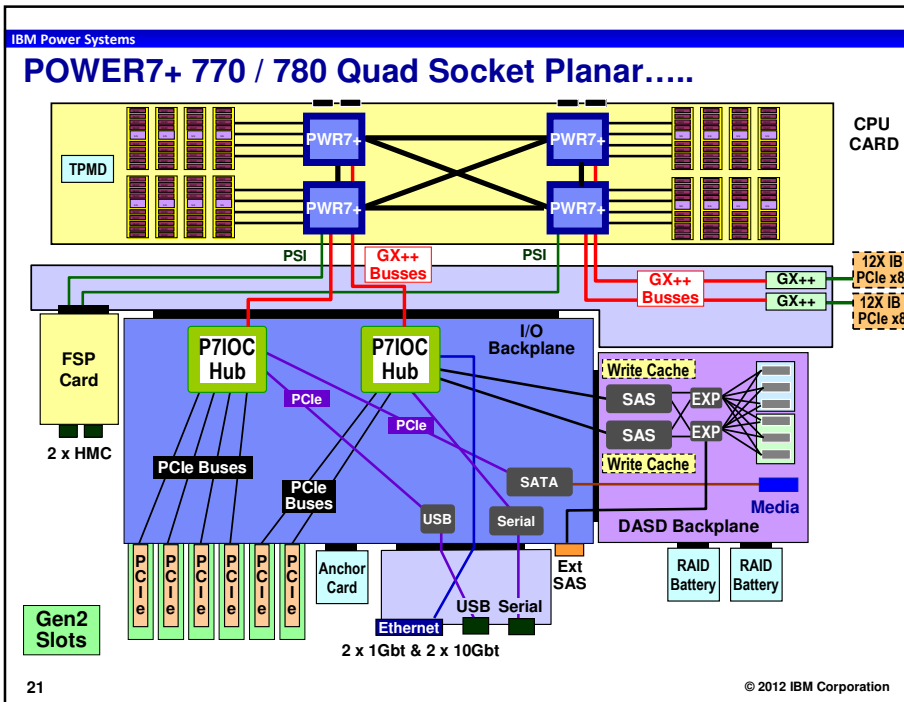 IBM Power Systems
POWER7+ 770 / 780 Quad Socket Planar…..
CPU
CARD
TPMD
PWR7+
PWR7+
PWR7+
PWR7+
PSI
GX++
Busses
PSI
GX++
Busses
GX++
GX++
12X IB
PCIe x8
12X IB
PCIe x8
FSP
Card
2 x HMC
P7IOC
Hub
P7IOC
Hub
I/O
Backplane
PCIe
PCIe
PCIe Buses
PCIe
Buses
Write Cache
SAS
SAS
Write Cache
EXP
EXP
SATA
USB
Serial
Media
DASD Backplane
PCIe
PCIe
PCIe
PCIe
PCIe
PCIe
Anchor
Card
Ext
SAS
RAID
Battery
RAID
Battery
Gen2
Slots
USB
Serial
Ethernet
2 x 1Gbt & 2 x 10Gbt
21
© 2012 IBM Corporation